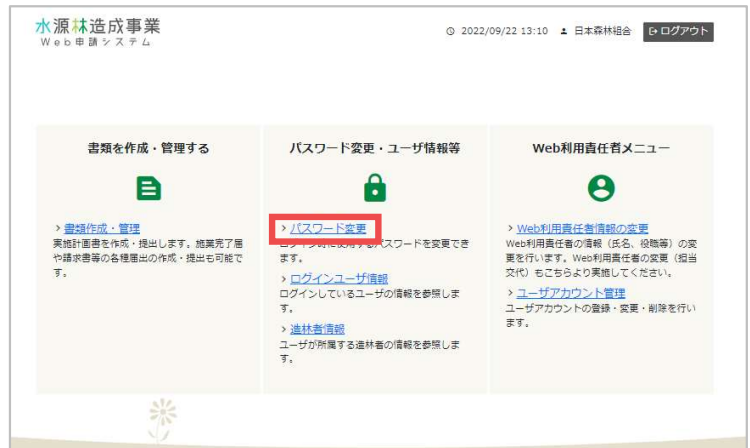 水源林造成事業
Web申請システム
2022/09/22 13:10 日本森林組合 ログアウト
書類を作成・管理する
> 書類作成・管理
実施計画書を作成・提出します。施業完了届
や請求書等の各種届出の作成・提出も可能で
す。
パスワード変更・ユーザ情報等
> パスワード変更
ログイン時に使用するパスワードを変更でき
ます。
> ログインユーザ情報
ログインしているユーザの情報を参照しま
す。
> 造林者情報
ユーザが所属する造林者の情報を参照しま
す。
Web利用責任者メニュー
> Web利用責任者情報の変更
Web利用責任者の情報（氏名、役職等）の変
更を行います。Web利用責任者の変更（担当
交代）もこちらより実施してください。
> ユーザアカウント管理
ユーザアカウントの登録・変更・削除を行い
ます。